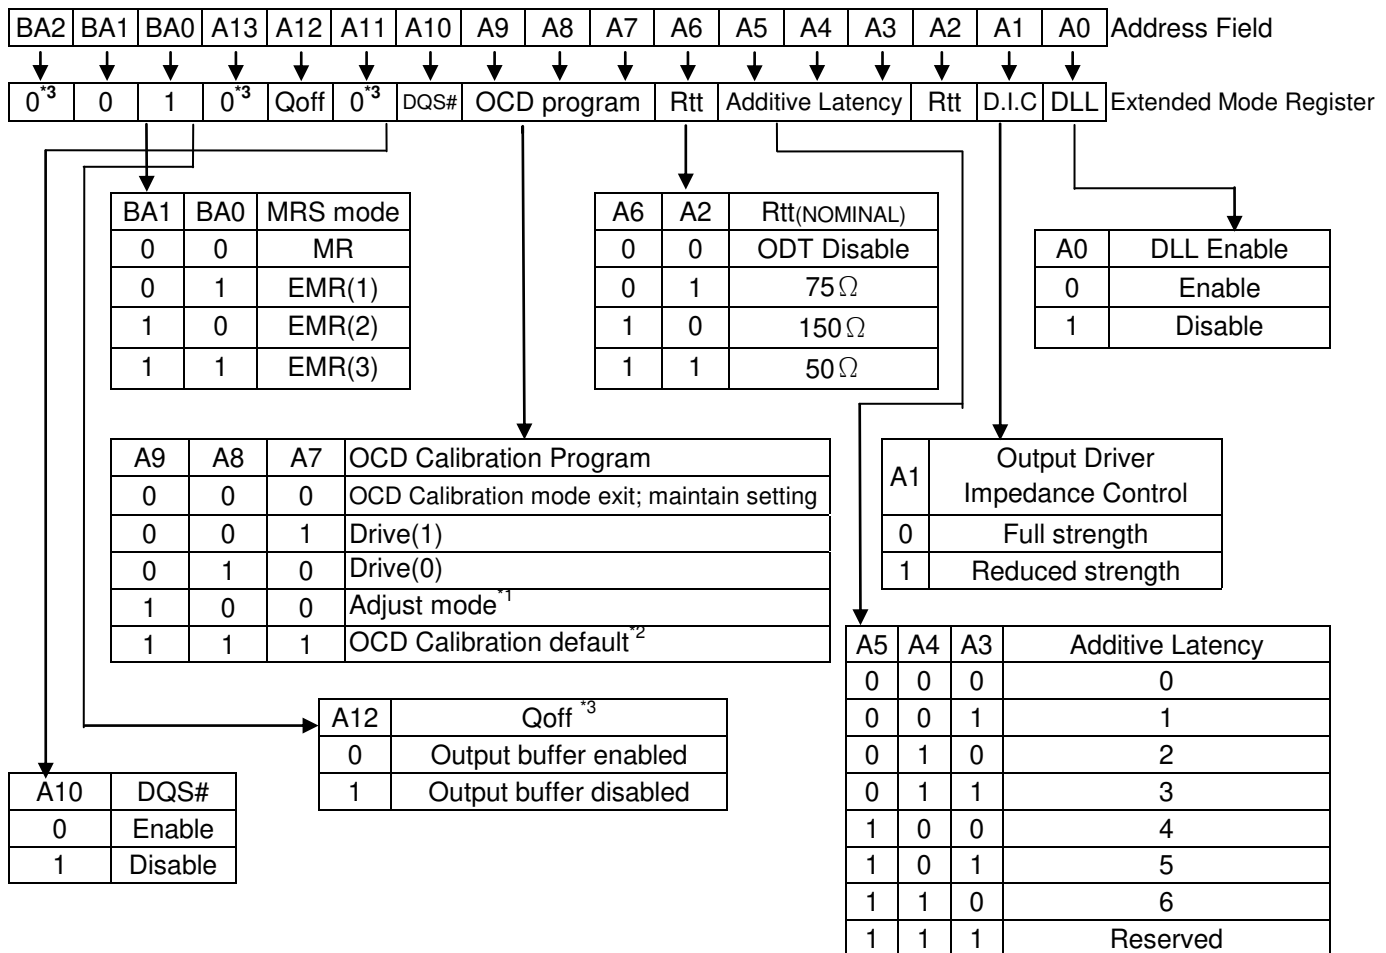 BA2 BA1 BA0 A13 A12 A11 A10 A9 A8 A7 A6 A5 A4 A3 A2 A1 A0 Address Field
0*3 0 1 0*3 Qoff 0*3 DQS# OCD program Rtt Additive Latency Rtt D.I.C DLL Extended Mode Register
BA1 BA0 MRS mode
0 0 MR
0 1 EMR(1)
1 0 EMR(2)
1 1 EMR(3)
A6 A2 Rtt(NOMINAL)
0 0 ODT Disable
0 1 75Ω
1 0 150Ω
1 1 50Ω
A0 DLL Enable
0 Enable
1 Disable
A9 A8 A7 OCD Calibration Program
0 0 0 OCD Calibration mode exit; maintain setting
0 0 1 Drive(1)
0 1 0 Drive(0)
1 0 0 Adjust mode*1
1 1 1 OCD Calibration default*2
A1 Output Driver
Impedance Control
0 Full strength
1 Reduced strength
A12 Qoff *3
0 Output buffer enabled
1 Output buffer disabled
A10 DQS#
0 Enable
1 Disable
A5 A4 A3 Additive Latency
0 0 0 0
0 0 1 1
0 1 0 2
0 1 1 3
1 0 0 4
1 0 1 5
1 1 0 6
1 1 1 Reserved